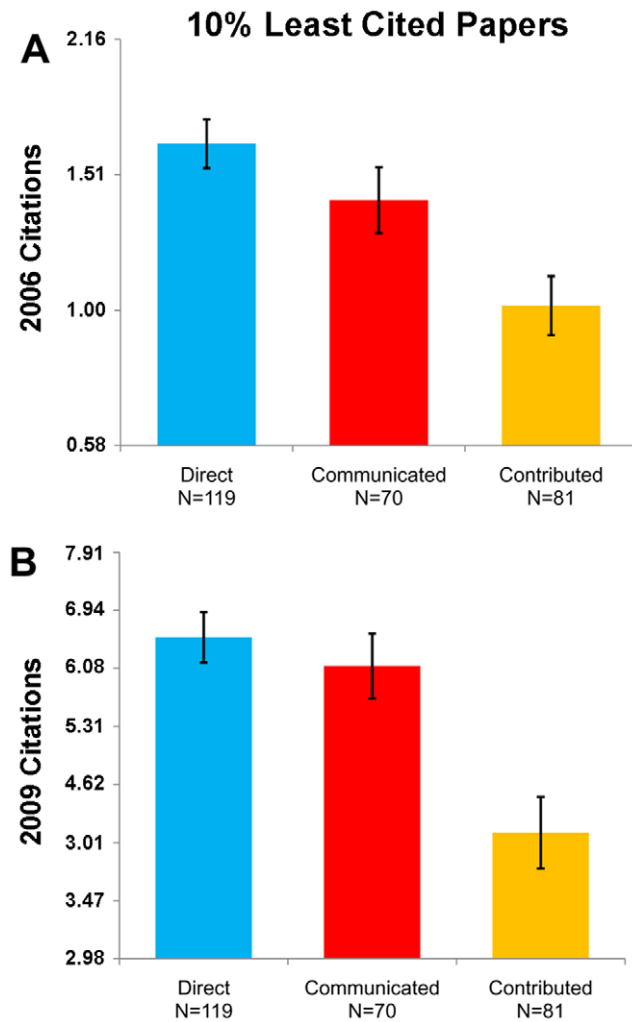 10% Least Cited Papers
A
2.16
1.51
1.00
0.58
2006 Citations
Direct
N=119
Communicated
N=70
Contributed
N=81
B
7.91
6.94
6.08
5.31
4.62
3.01
3.47
2.98
2009 Citations
Direct
N=119
Communicated
N=70
Contributed
N=81